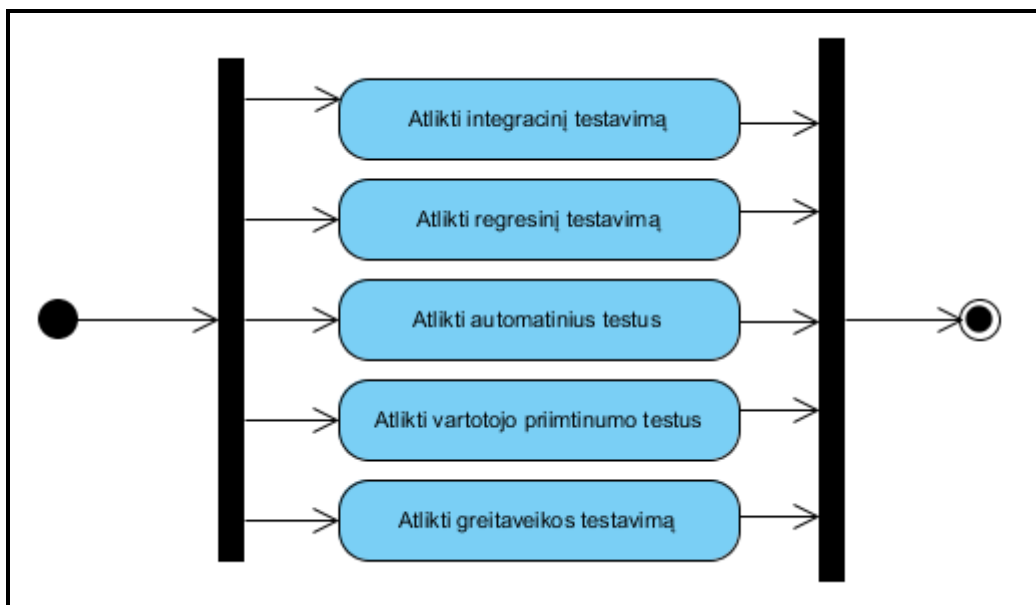 Atlikti integracinį testavimą
Atlikti regresinį testavimą
Atlikti automatinius testus
Atlikti vartotojo priimtinumo testus
Atlikti greitaveikos testavimą